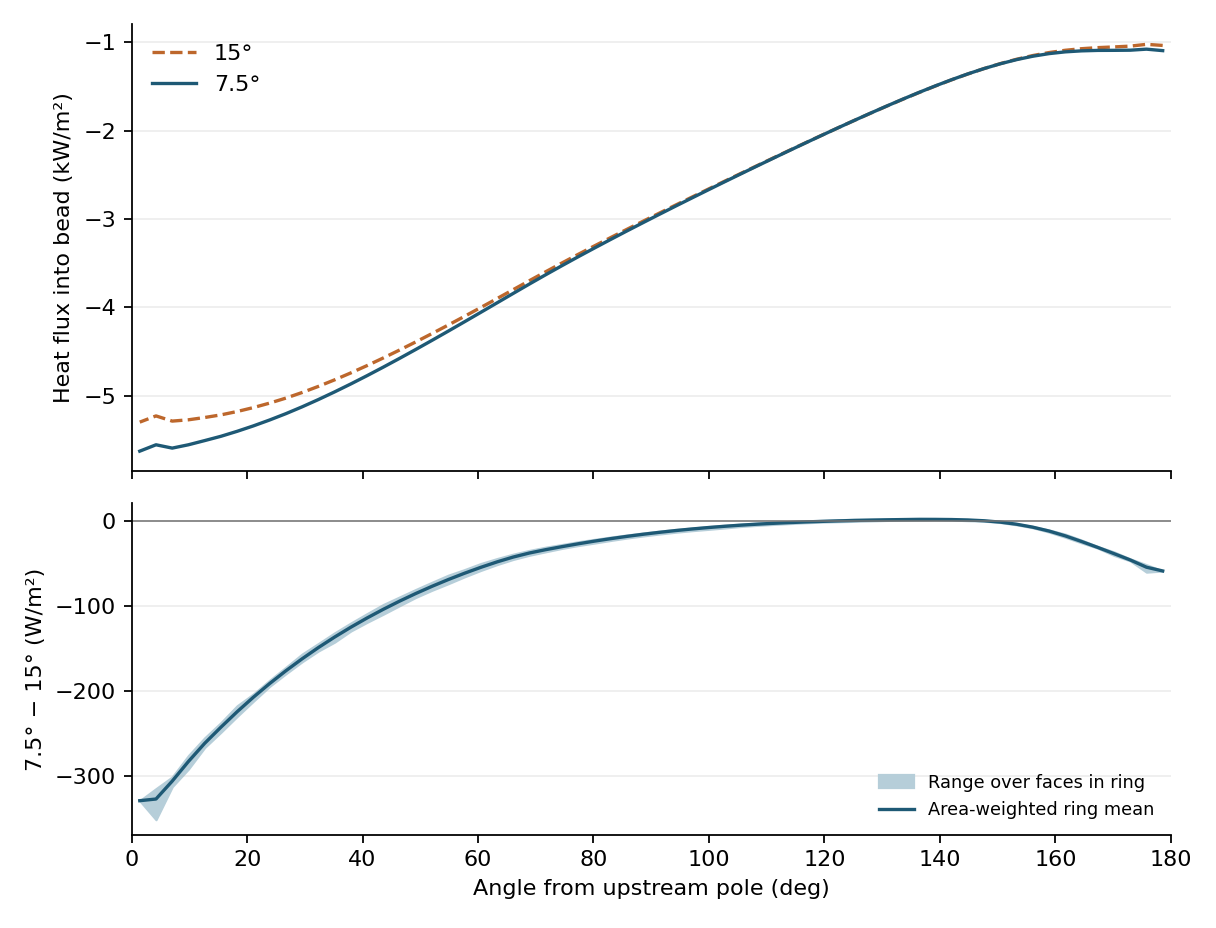 −1
−2
−3
−4
−5
Heat flux into bead (kW/m²)
15°
7.5°
0
−100
−200
−300
7.5° − 15° (W/m²)
Range over faces in ring
Area-weighted ring mean
0 20 40 60 80 100 120 140 160 180
Angle from upstream pole (deg)